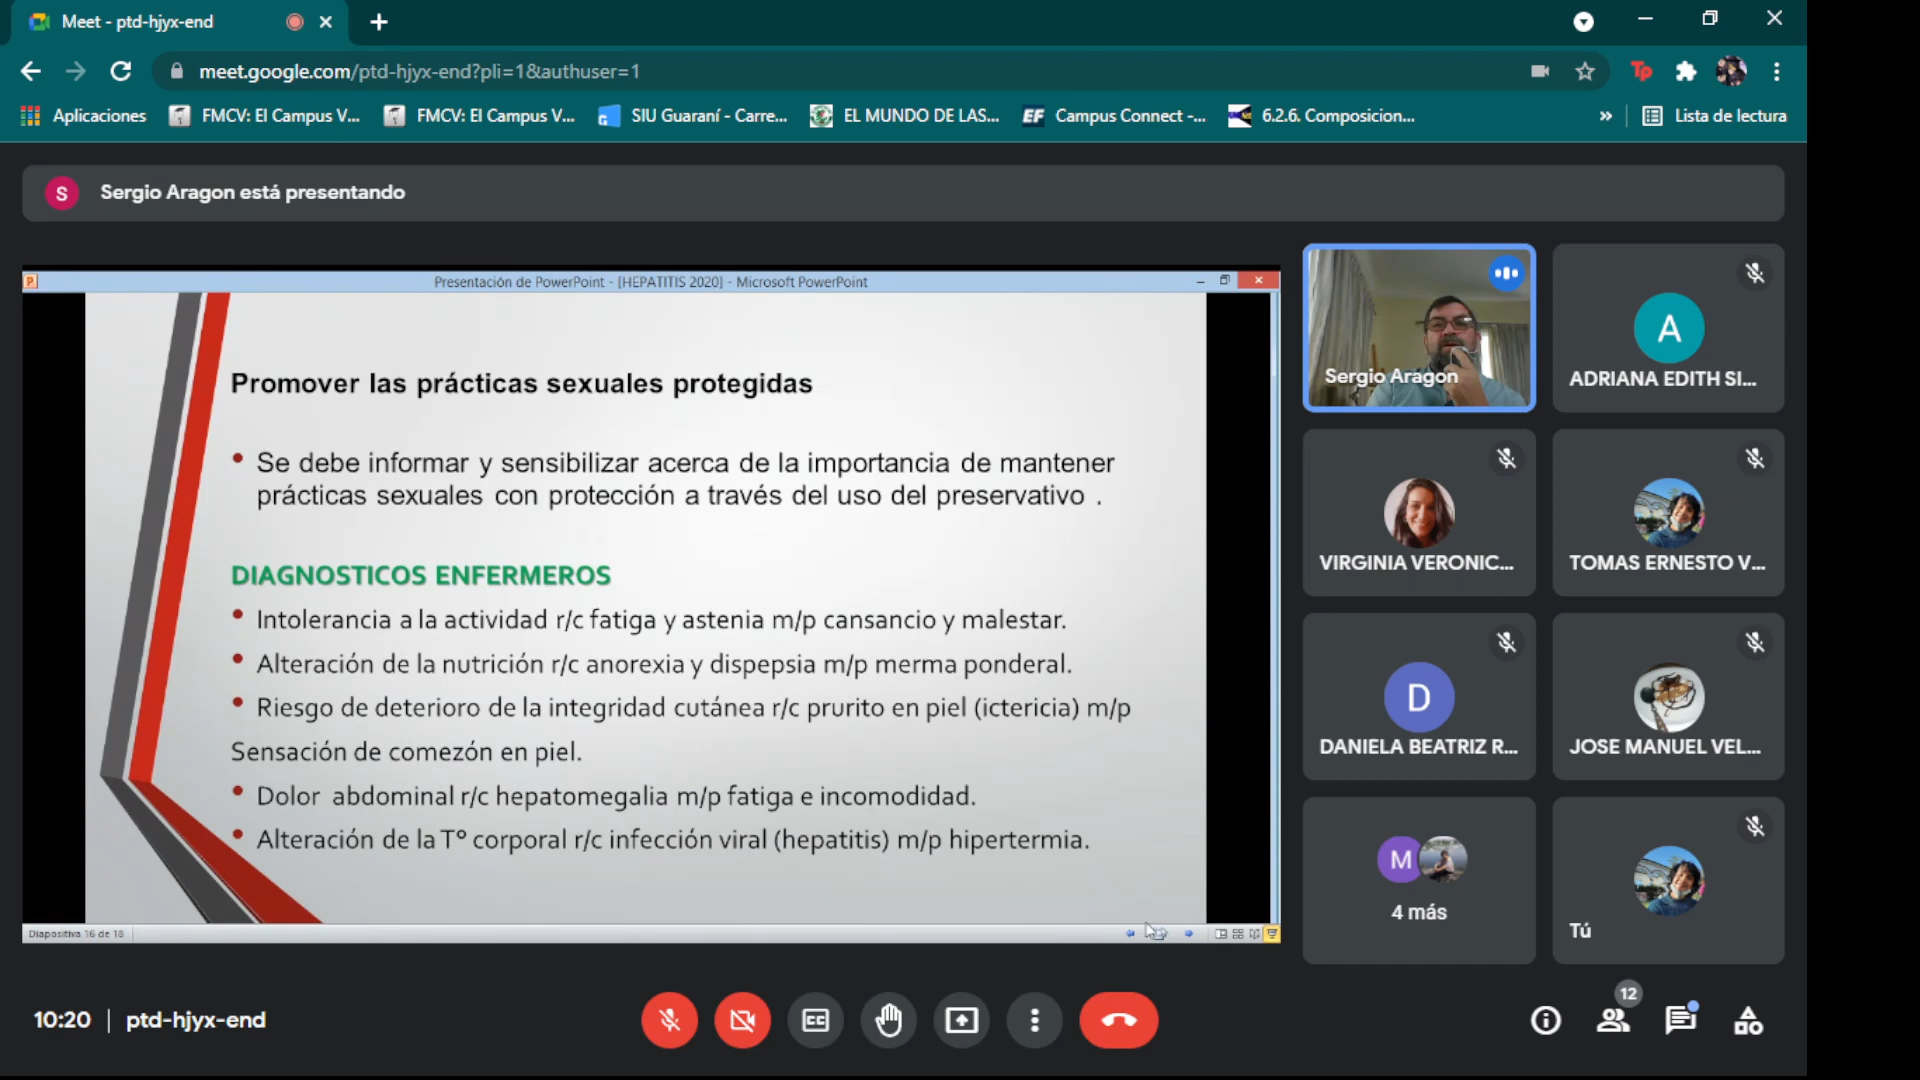 Meet - ptd-hjyx-end
meet.google.com/ptd-hjyx-end?pli=1&authuser=1
Tp
Aplicaciones
FMCV: El Campus V...
FMCV: El Campus V...
SIU Guaraní - Carre...
EL MUNDO DE LAS...
EF Campus Connect -...
6.2.6. Composicion...
»
Lista de lectura
S Sergio Aragon está presentando
Presentación de PowerPoint - [HEPATITIS 2020] - Microsoft PowerPoint
Promover las prácticas sexuales protegidas
• Se debe informar y sensibilizar acerca de la importancia de mantener
prácticas sexuales con protección a través del uso del preservativo .
DIAGNOSTICOS ENFERMEROS
• Intolerancia a la actividad r/c fatiga y astenia m/p cansancio y malestar.
• Alteración de la nutrición r/c anorexia y dispepsia m/p merma ponderal.
• Riesgo de deterioro de la integridad cutánea r/c prurito en piel (ictericia) m/p
Sensación de comezón en piel.
• Dolor abdominal r/c hepatomegalia m/p fatiga e incomodidad.
• Alteración de la T° corporal r/c infección viral (hepatitis) m/p hipertermia.
Diapositiva 16 de 18
Sergio Aragon
A
ADRIANA EDITH SI...
VIRGINIA VERONIC...
TOMAS ERNESTO V...
D
DANIELA BEATRIZ R...
JOSE MANUEL VEL...
M
4 más
Tú
10:20 | ptd-hjyx-end
12